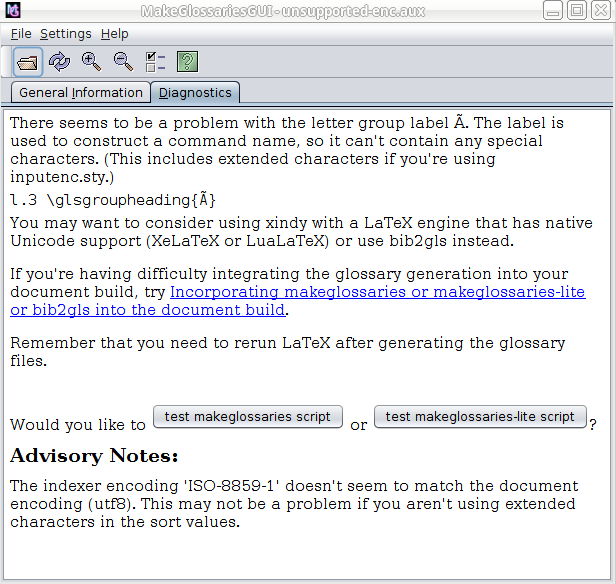 MakeGlossariesGUI - unsupported-enc.aux
File Settings Help
General Information Diagnostics
There seems to be a problem with the letter group label Ã. The label is
used to construct a command name, so it can't contain any special
characters. (This includes extended characters if you're using
inputenc.sty.)
l.3 \glsgroupheading{Ã}
You may want to consider using xindy with a LaTeX engine that has native
Unicode support (XeLaTeX or LuaLaTeX) or use bib2gls instead.
If you're having difficulty integrating the glossary generation into your
document build, try Incorporating makeglossaries or makeglossaries-lite
or bib2gls into the document build.
Remember that you need to rerun LaTeX after generating the glossary
files.
Would you like to test makeglossaries script or test makeglossaries-lite script ?
Advisory Notes:
The indexer encoding 'ISO-8859-1' doesn't seem to match the document
encoding (utf8). This may not be a problem if you aren't using extended
characters in the sort values.